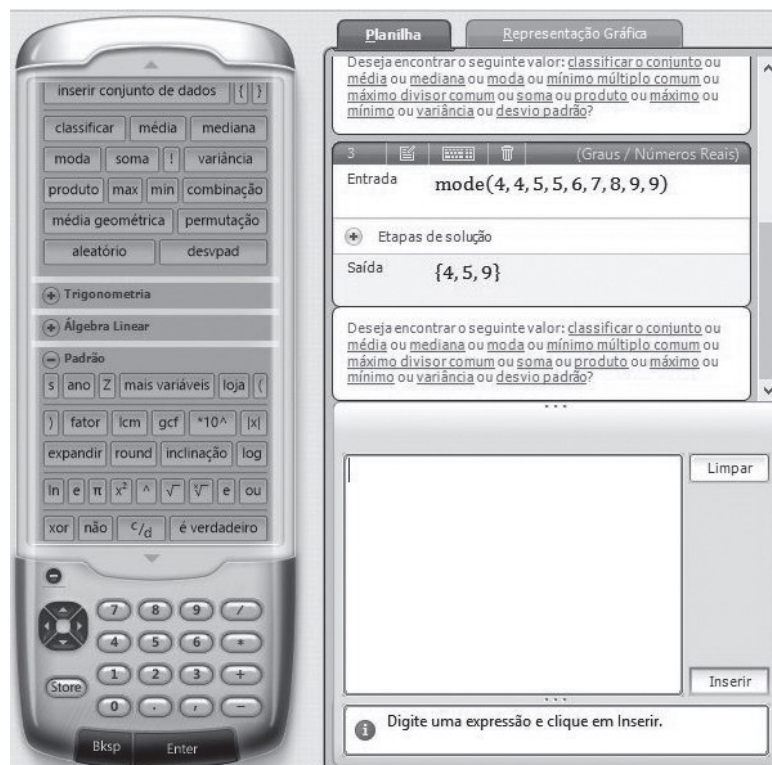 inserir conjunto de dados { }
classificar média mediana
moda soma ! variância
produto max min combinação
média geométrica permutação
aleatório desvpad
Trigonometria
Álgebra Linear
Padrão
s ano Z mais variáveis loja (
) fator lcm gcf *10^ |x|
expandir round inclinação log
ln e π x² ^ √ ∜ e ou
xor não c/d é verdadeiro
7 8 9 /
4 5 6 *
1 2 3 +
Store
0 . , −
Bksp Enter
Planilha Representação Gráfica
Deseja encontrar o seguinte valor: classificar o conjunto ou
média ou mediana ou moda ou mínimo múltiplo comum ou
máximo divisor comum ou soma ou produto ou máximo ou
mínimo ou variância ou desvio padrão?
3 (Graus / Números Reais)
Entrada mode(4, 4, 5, 5, 6, 7, 8, 9, 9)
Etapas de solução
Saída {4, 5, 9}
Deseja encontrar o seguinte valor: classificar o conjunto ou
média ou mediana ou moda ou mínimo múltiplo comum ou
máximo divisor comum ou soma ou produto ou máximo ou
mínimo ou variância ou desvio padrão?
Limpar
Inserir
Digite uma expressão e clique em Inserir.